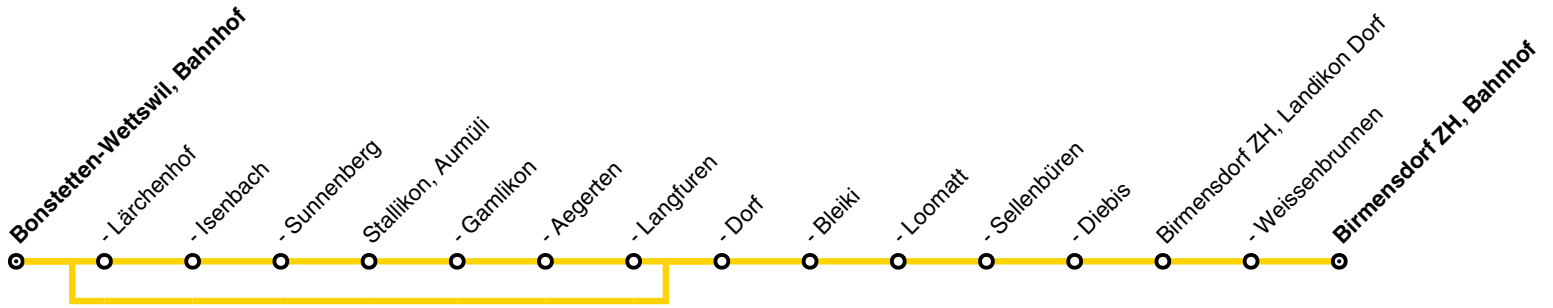 Bonstetten-Wettswil, Bahnhof
- Lärchenhof
- Isenbach
- Sunnenberg
Stallikon, Aumüli
- Gamlikon
- Aegerten
- Langfuren
- Dorf
- Bleiki
- Loomatt
- Sellenbüren
- Diebis
Birmensdorf ZH, Landikon Dorf
- Weissenbrunnen
Birmensdorf ZH, Bahnhof